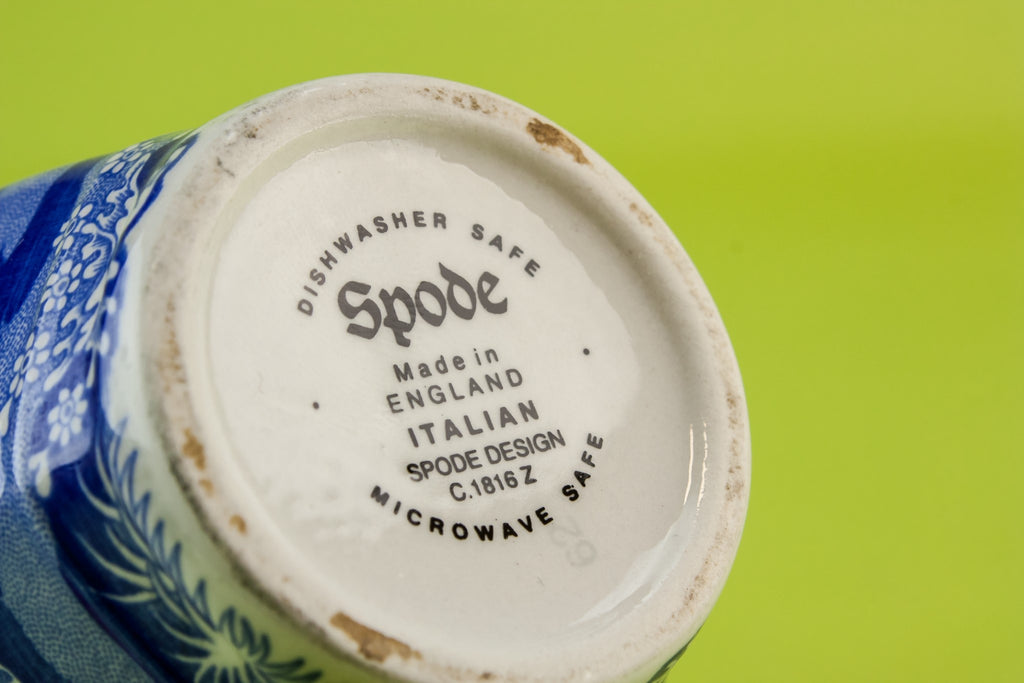 DISHWASHER SAFE
Spode
Made in
ENGLAND
ITALIAN
SPODE DESIGN
C.1816 Z
MICROWAVE SAFE